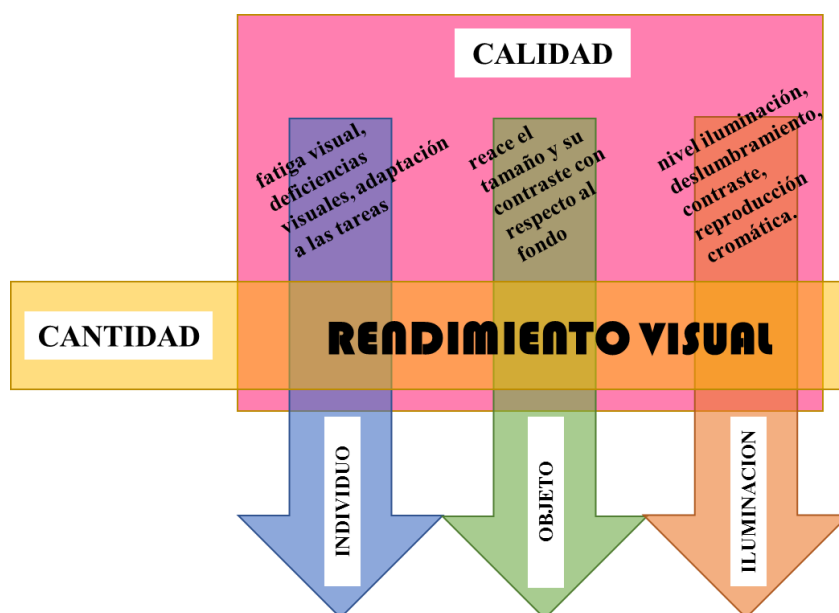 CALIDAD
fatiga visual,
deficiencias
visuales, adaptación
a las tareas
reace el
tamaño y su
contraste con
respecto al
fondo
nivel iluminación,
deslumbramiento,
contraste,
reproducción
cromática.
CANTIDAD
RENDIMIENTO VISUAL
INDIVIDUO
OBJETO
ILUMINACION